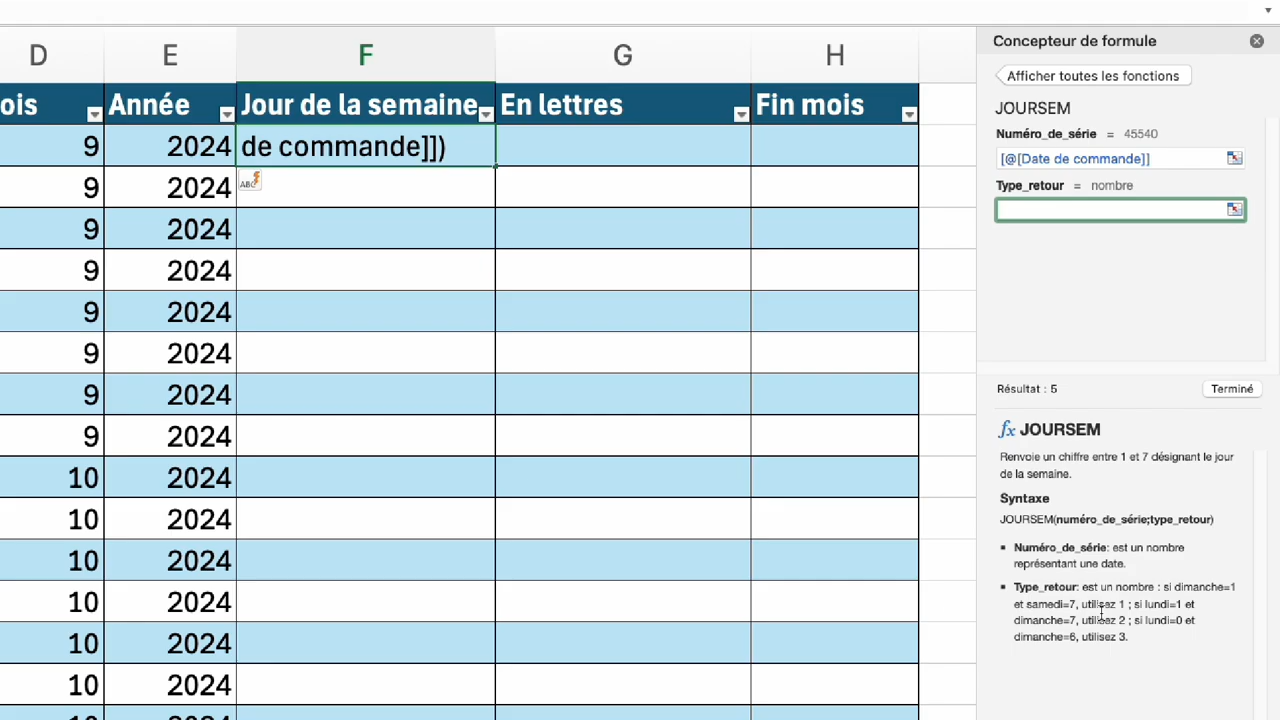 D E F G H
ois Année Jour de la semaine En lettres Fin mois
9 2024 de commande]])
9 2024
9 2024
9 2024
9 2024
9 2024
9 2024
9 2024
10 2024
10 2024
10 2024
10 2024
10 2024
10 2024
Concepteur de formule
Afficher toutes les fonctions
JOURSEM
Numéro_de_série = 45540
[@[Date de commande]]
Type_retour = nombre
Résultat : 5
Terminé
fx JOURSEM
Renvoie un chiffre entre 1 et 7 désignant le jour
de la semaine.
Syntaxe
JOURSEM(numéro_de_série;type_retour)
Numéro_de_série: est un nombre
représentant une date.
Type_retour: est un nombre : si dimanche=1
et samedi=7, utilisez 1 ; si lundi=1 et
dimanche=7, utilisez 2 ; si lundi=0 et
dimanche=6, utilisez 3.